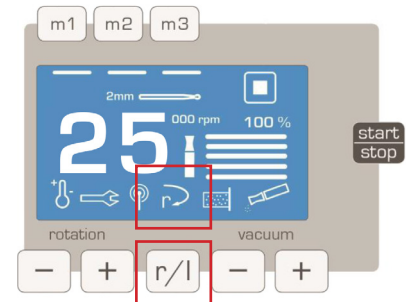 m1 m2 m3
2mm
25 000 rpm 100 %
start
stop
+ -
r
rotation vacuum
− + r/l − +